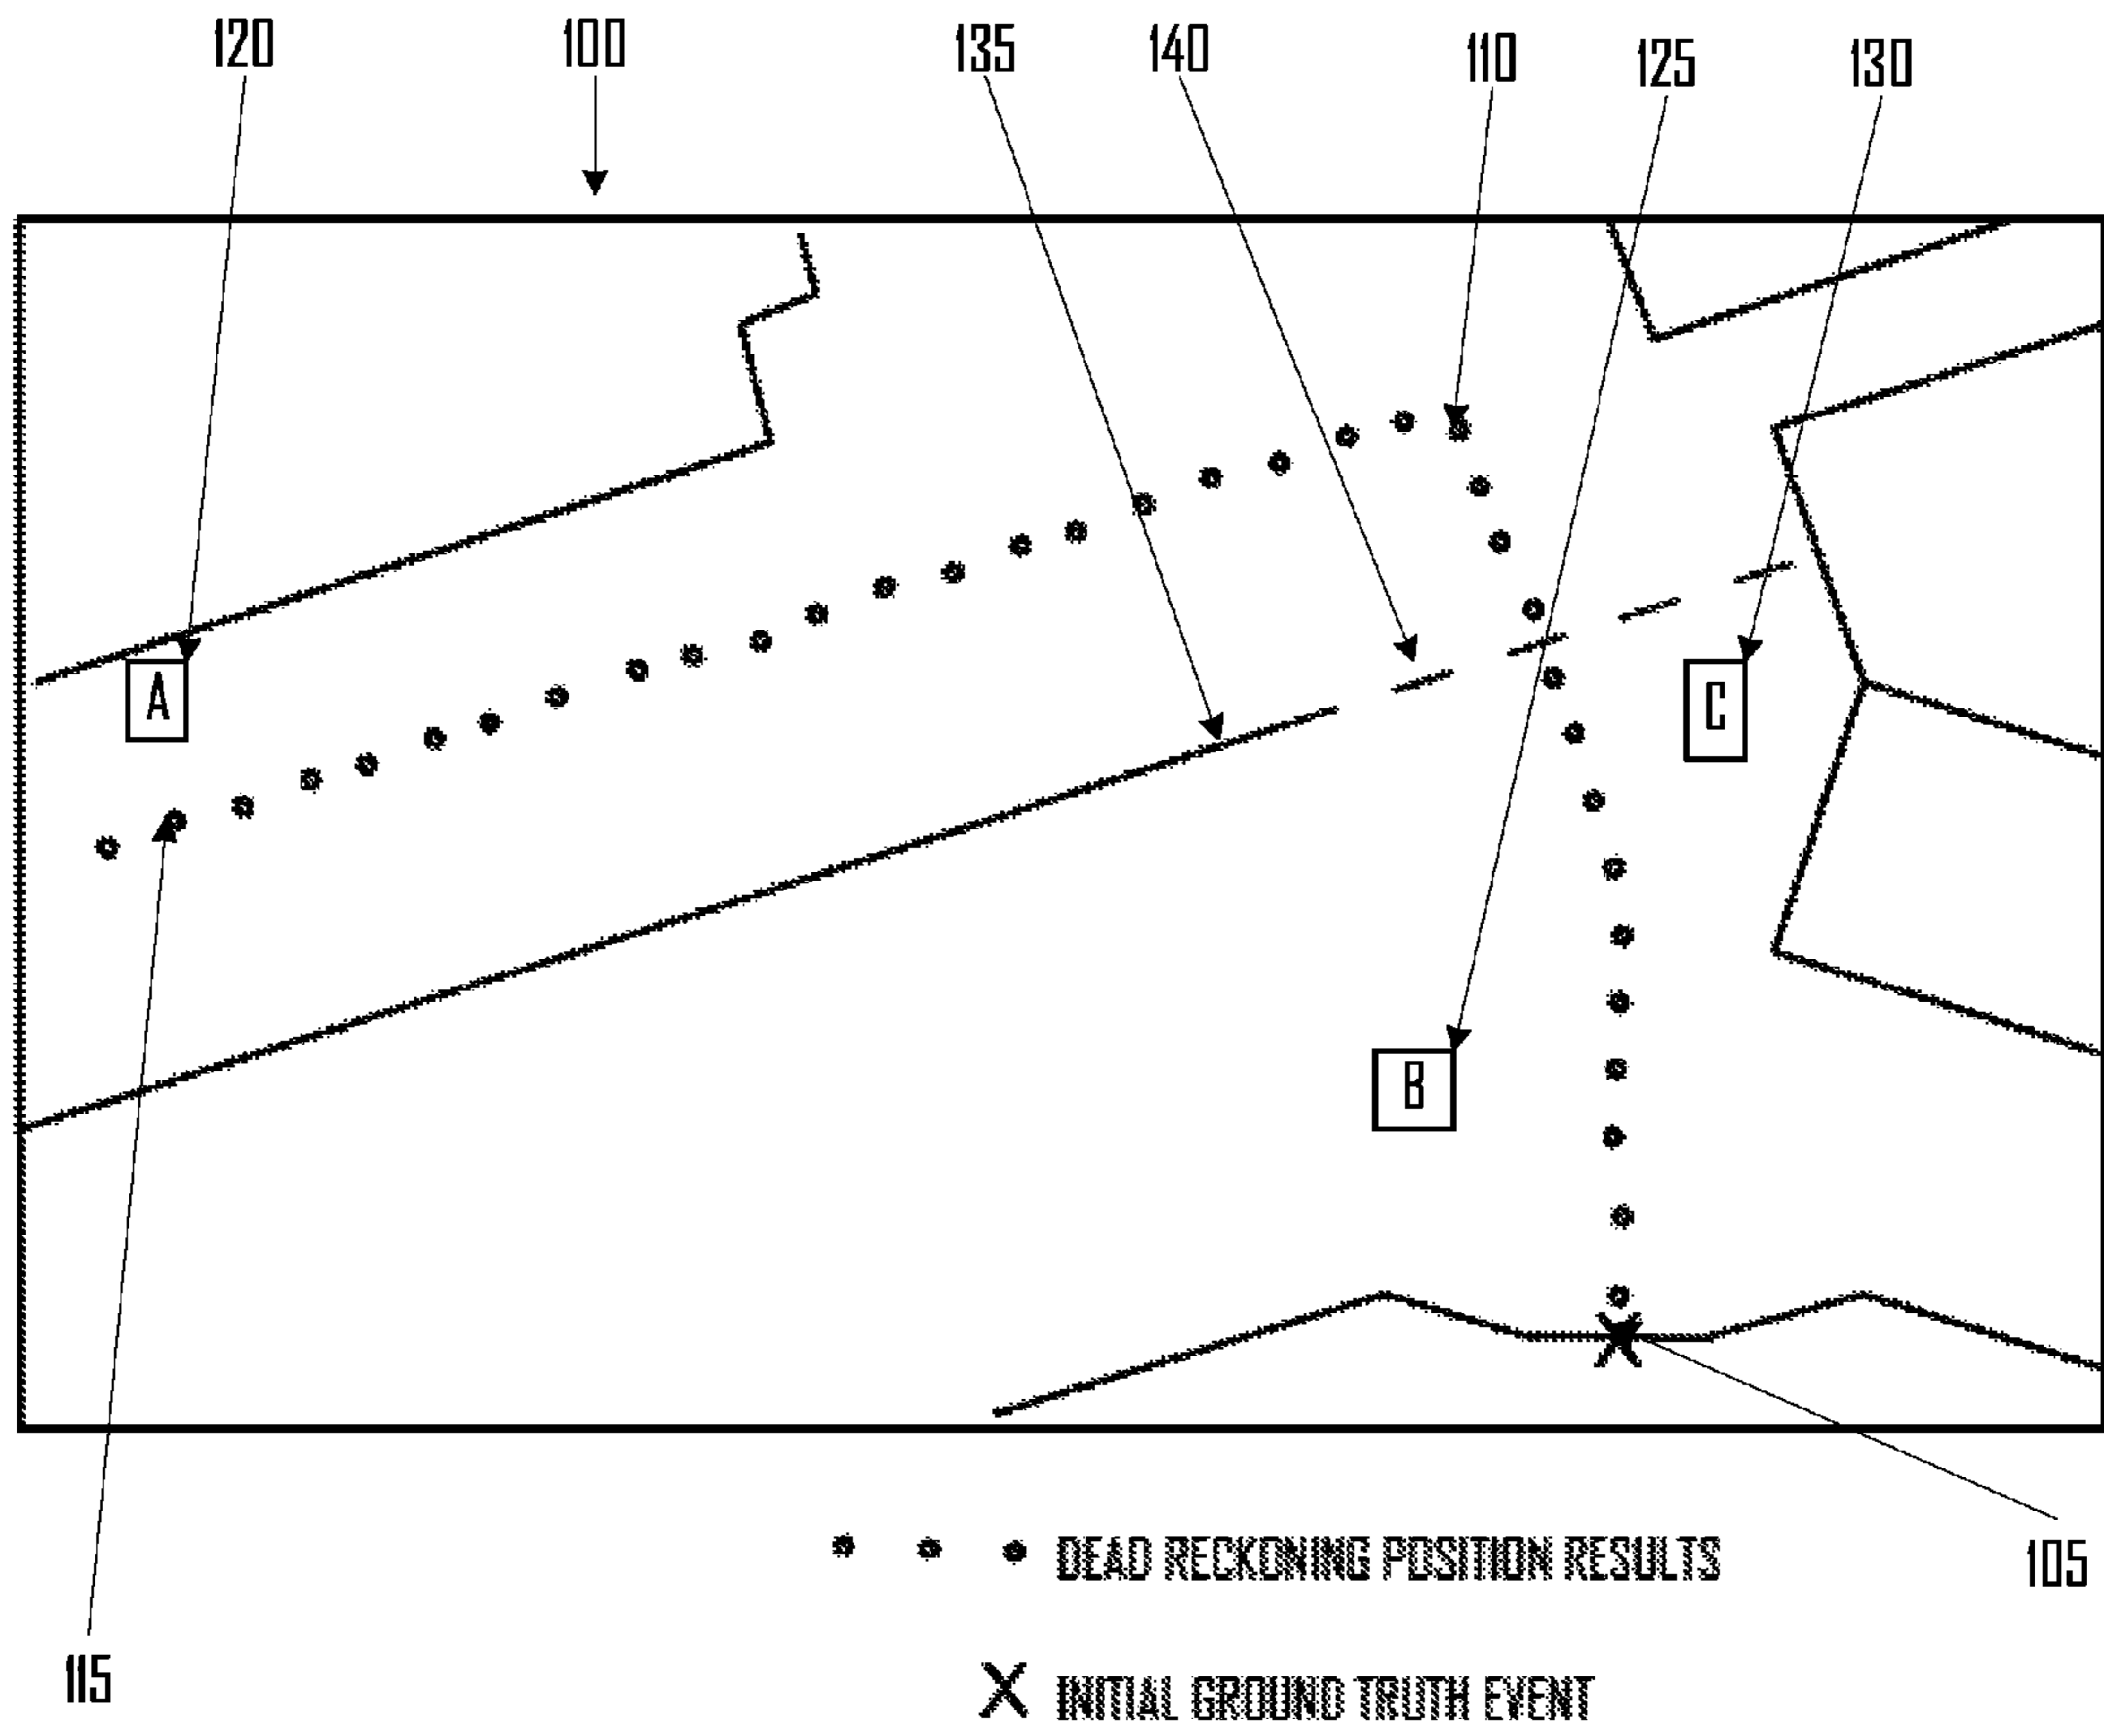 120 100 135 140 110 125 130
A
C
B
DEAD RECKONING POSITION RESULTS
105
115
INITIAL GROUND TRUTH EVENT